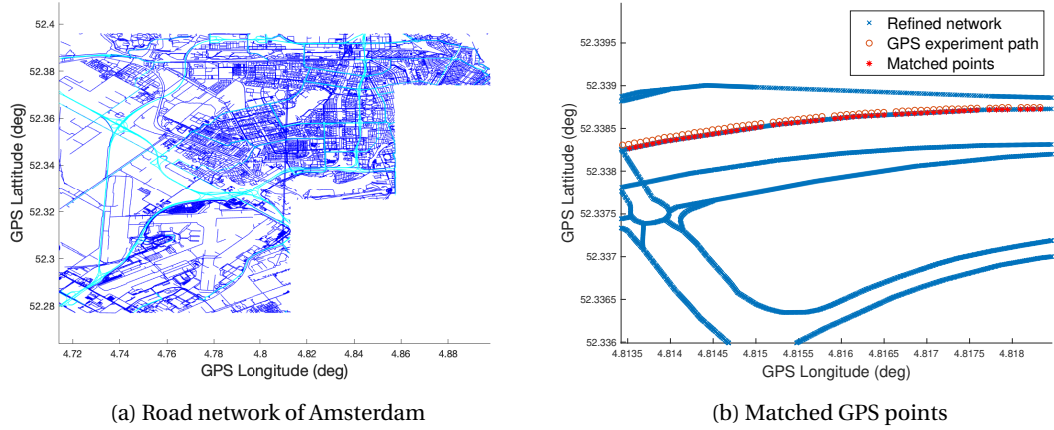 52.4
52.38
52.36
52.34
52.32
52.3
52.28
GPS Lattitude (deg)
4.72 4.74 4.76 4.78 4.8 4.82 4.84 4.86 4.88
GPS Longitude (deg)
(a) Road network of Amsterdam
Refined network
GPS experiment path
Matched points
52.3395
52.339
52.3385
52.338
52.3375
52.337
52.3365
52.336
GPS Lattitude (deg)
4.8135 4.814 4.8145 4.815 4.8155 4.816 4.8165 4.817 4.8175 4.818
GPS Longitude (deg)
(b) Matched GPS points